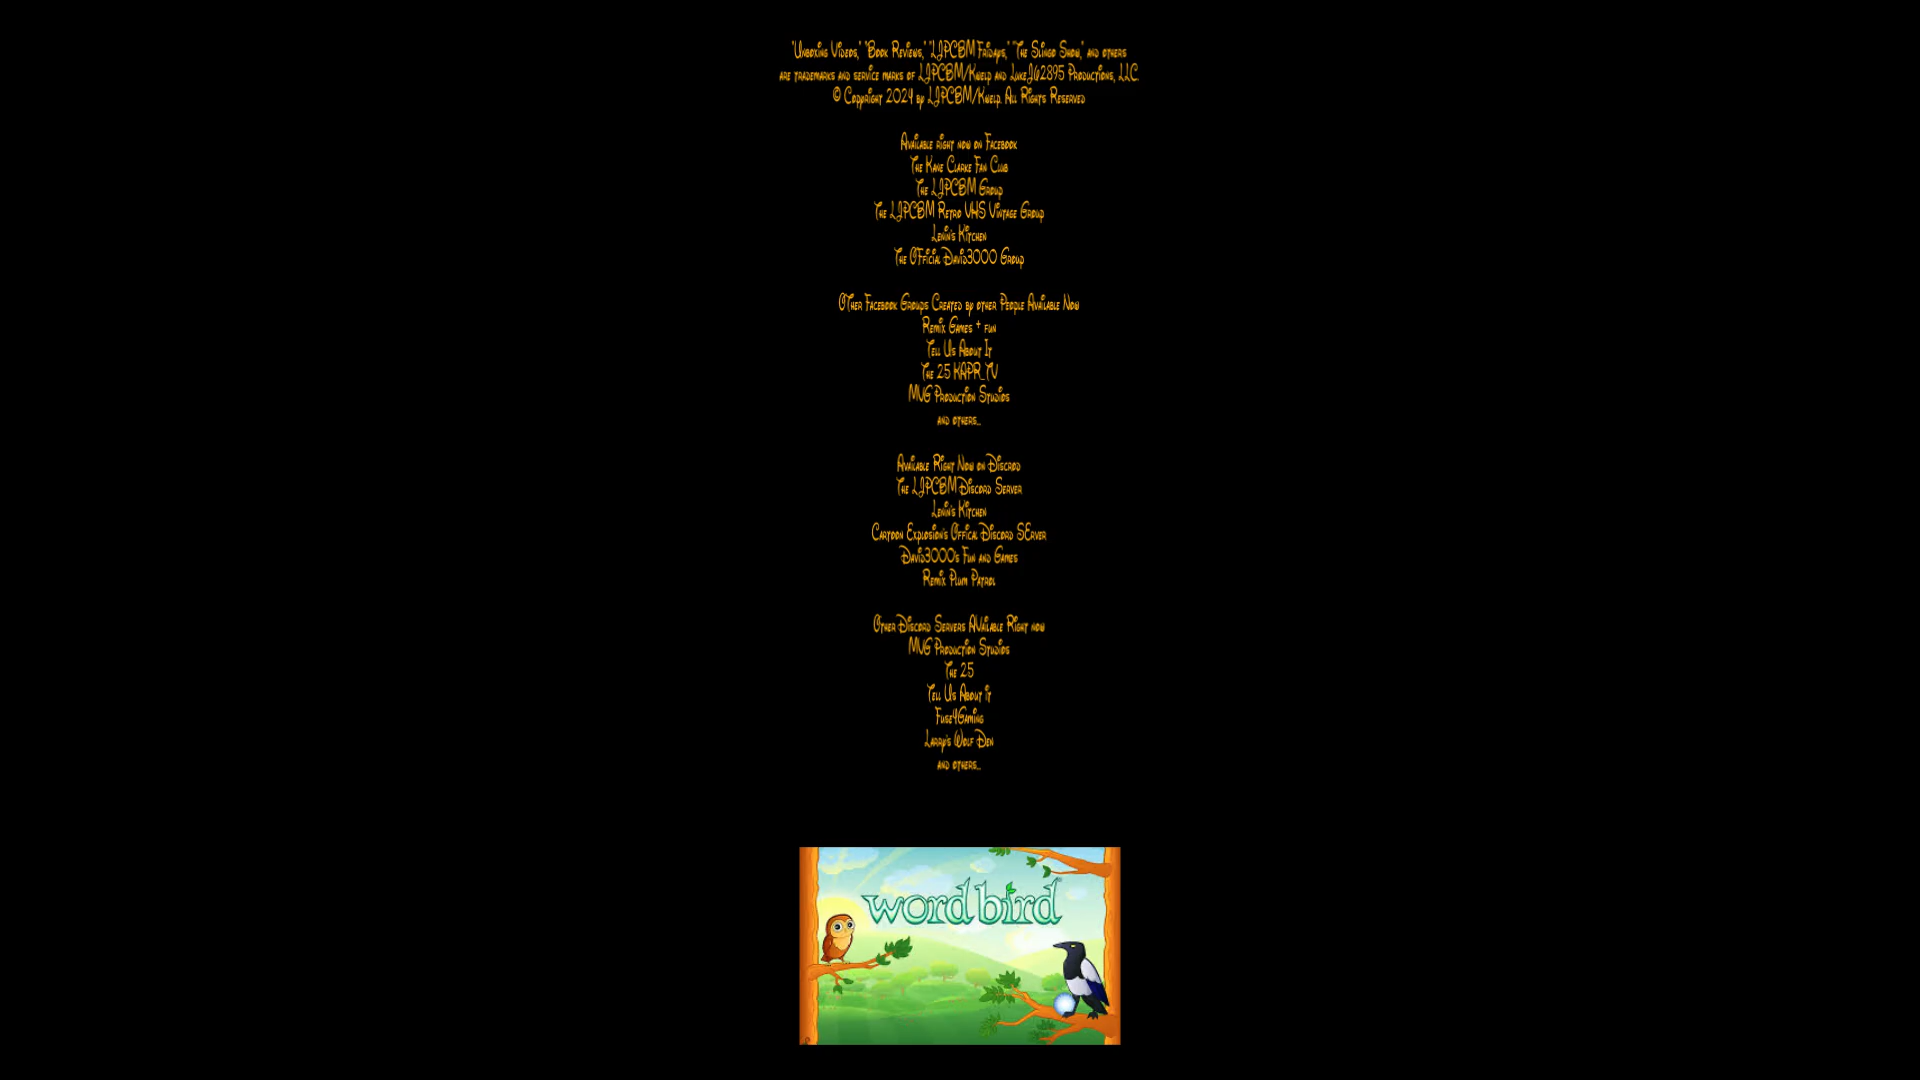 "Unboxing Videos," "Book Reviews," "LJPCBM Fridays," "The Slingo Show," and others
are trademarks and service marks of LJPCBM/Kwelp and LukeJ62895 Productions, LLC.
© Copyright 2024 by LJPCBM/Kwelp. All Rights Reserved
Available right now on Facebook
The Kane Clarke Fan Club
The LJPCBM Group
The LJPCBM Retro VHS Vintage Group
Lenin's Kitchen
The OFficial David3000 Group
OTher Facebook Groups Created by other People Available Now
Remix Games + fun
Tell Us About It
The 25 KAPR_TV
MVG Production Studios
and others...
Available Right Now on Discrod
The LJPCBM Discord Server
Lenin's Kitchen
Cartoon Explosion's Offical Discord SErver
David3000's Fun and Games
Remix Plum Patrol
Other Discord Servers AVailable Right now
MVG Production Studios
The 25
Tell Us About it
Fuse4Gaming
Larry's Wolf Den
and others...
word bird